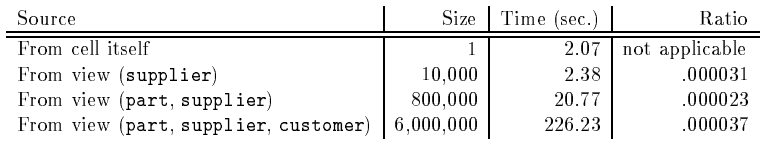 Source Size Time (sec.) Ratio
From cell itself 1 2.07 not applicable
From view (supplier) 10,000 2.38 .000031
From view (part, supplier) 800,000 20.77 .000023
From view (part, supplier, customer) 6,000,000 226.23 .000037